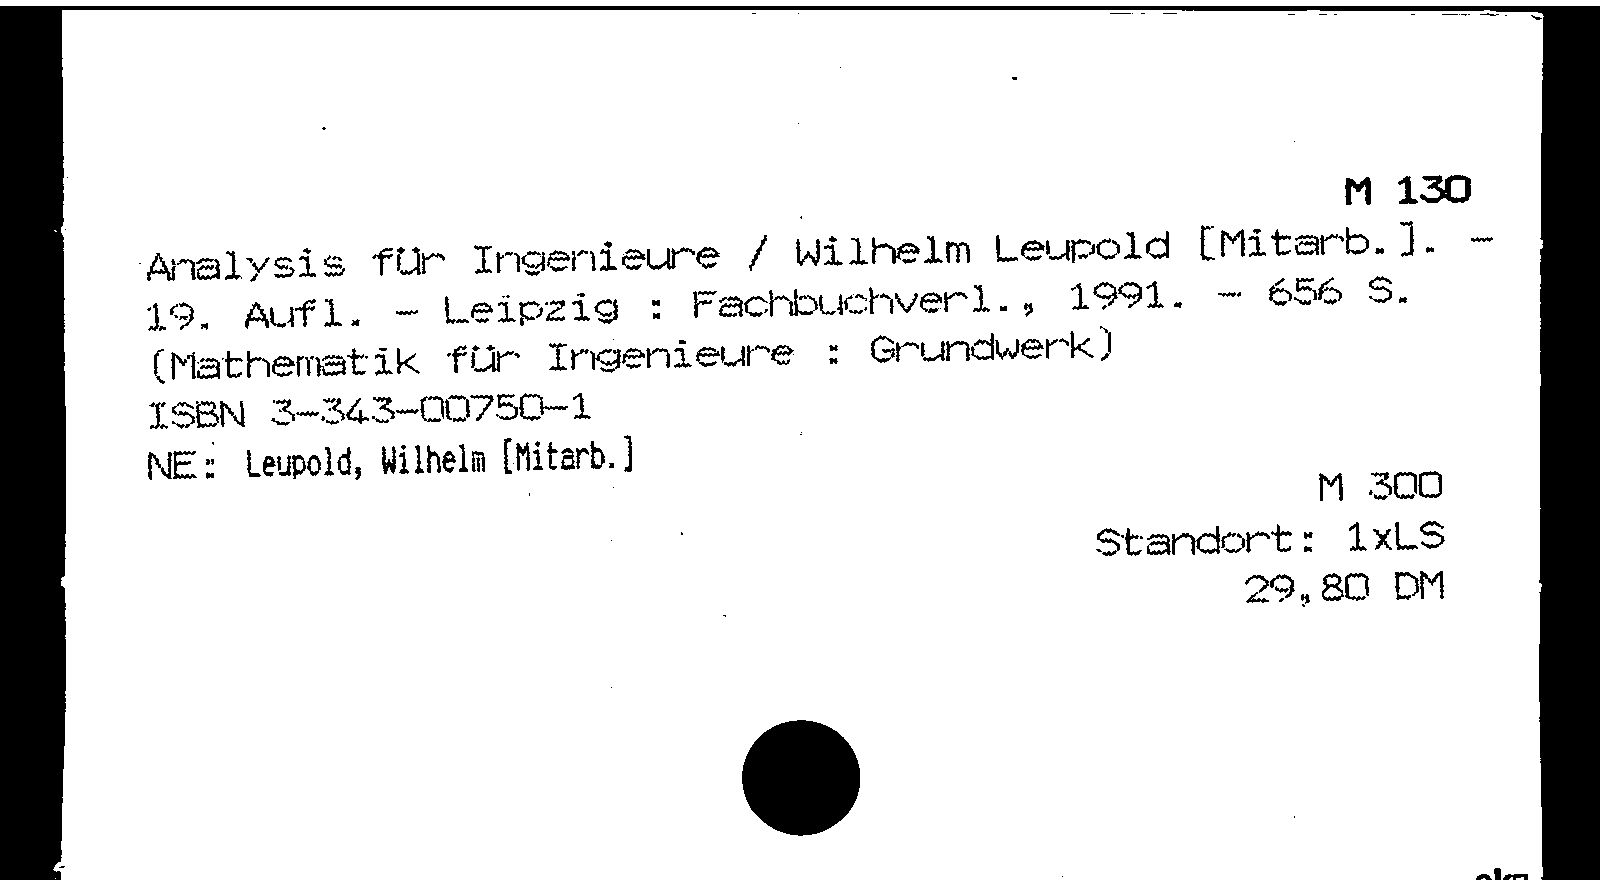 M 130
Analysis für Ingenieure / Wilhelm Leupold [Mitarb.]. -
19. Aufl. - Leipzig : Fachbuchverl., 1991. - 656 S.
(Mathematik für Ingenieure : Grundwerk)
ISBN 3-343-00750-1
NE: Leupold, Wilhelm [Mitarb.]
M 300
Standort: 1xLS
29,80 DM